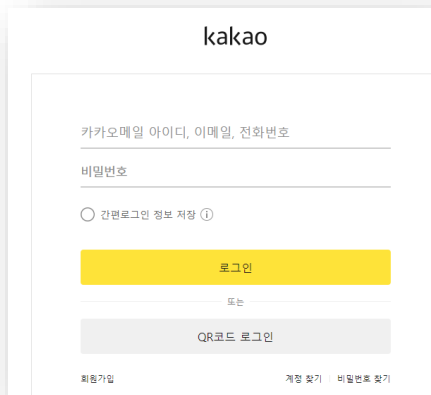 kakao
카카오메일 아이디, 이메일, 전화번호
비밀번호
간편로그인 정보 저장
로그인
또는
QR코드 로그인
회원가입 계정 찾기 비밀번호 찾기